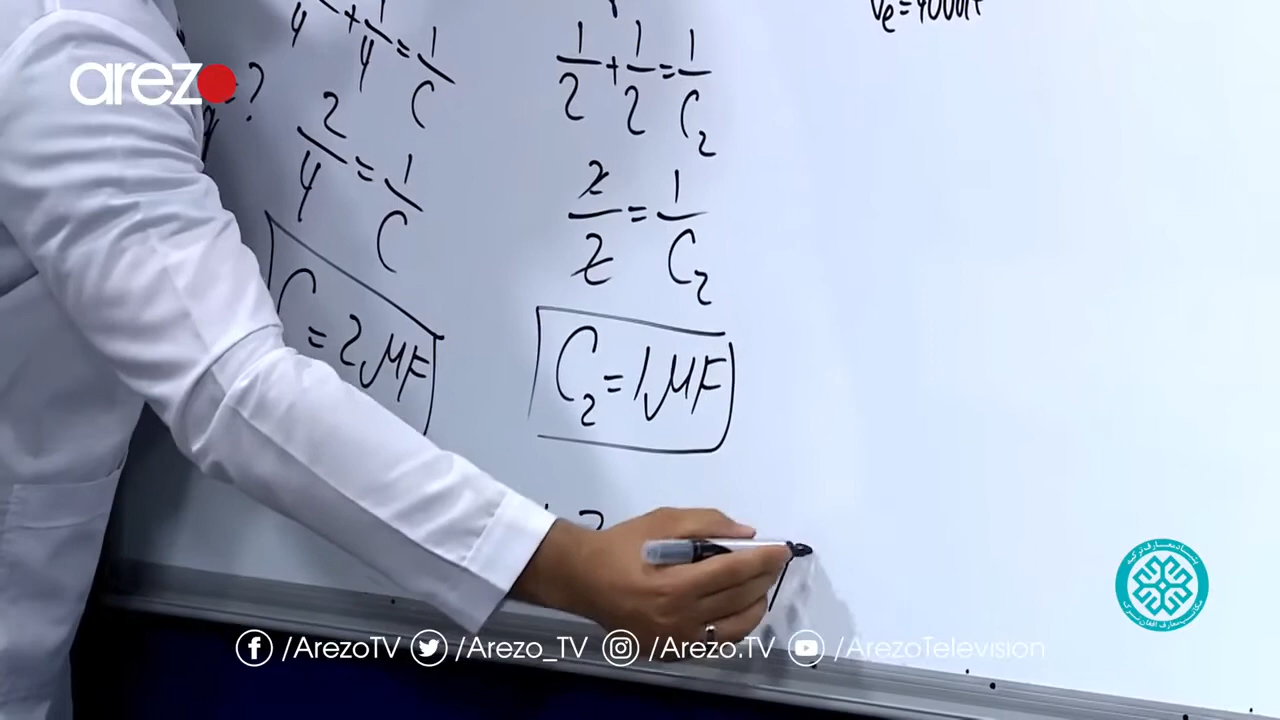 arezo
1/4 + 1/4 = 1/C
= ?
2/4 = 1/C
C = 2 μF
1/2 + 1/2 = 1/C₂
2/2 = 1/C₂
C₂ = 1 μF
/ArezoTV /Arezo_TV /Arezo.TV /ArezoTelevision